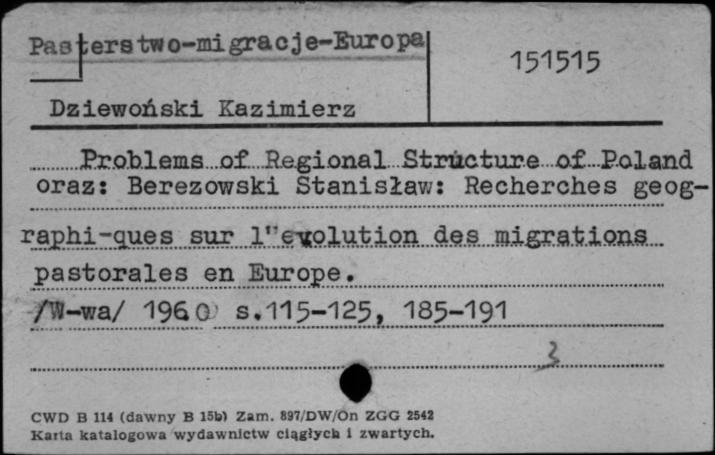 Pasterstwo-migracje-Europa
151515
Dziewoński Kazimierz
Problems of Regional Structure of Poland
oraz: Berezowski Stanisław: Recherches geog-
raphi-ques sur l"evolution des migrations
pastorales en Europe.
/W-wa/ 1960 s.115-125, 185-191
3
CWD B 114 (dawny B 15b) Zam. 897/DW/On ZGG 2542
Karta katalogowa wydawnictw ciągłych i zwartych.